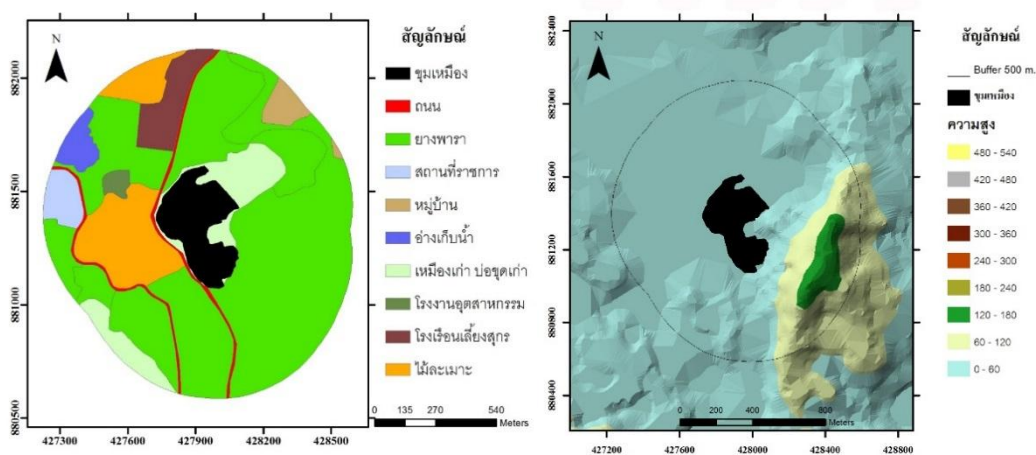 N
882000
881500
881000
880500
427300
427600
427900
428200
428500
สัญลักษณ์
ขุมเหมือง
ถนน
ยางพารา
สถานที่ราชการ
หมู่บ้าน
อ่างเก็บน้ำ
เหมืองเก่า บ่อขุดเก่า
โรงงานอุตสาหกรรม
โรงเรือนเลี้ยงสุกร
ไม้ละเมาะ
0 135 270 540
Meters
N
882400
882000
881600
881200
880800
880400
427200
427600
428000
428400
428800
0 200 400 800
Meters
สัญลักษณ์
Buffer 500 m.
ขุมเหมือง
ความสูง
480 - 540
420 - 480
360 - 420
300 - 360
240 - 300
180 - 240
120 - 180
60 - 120
0 - 60